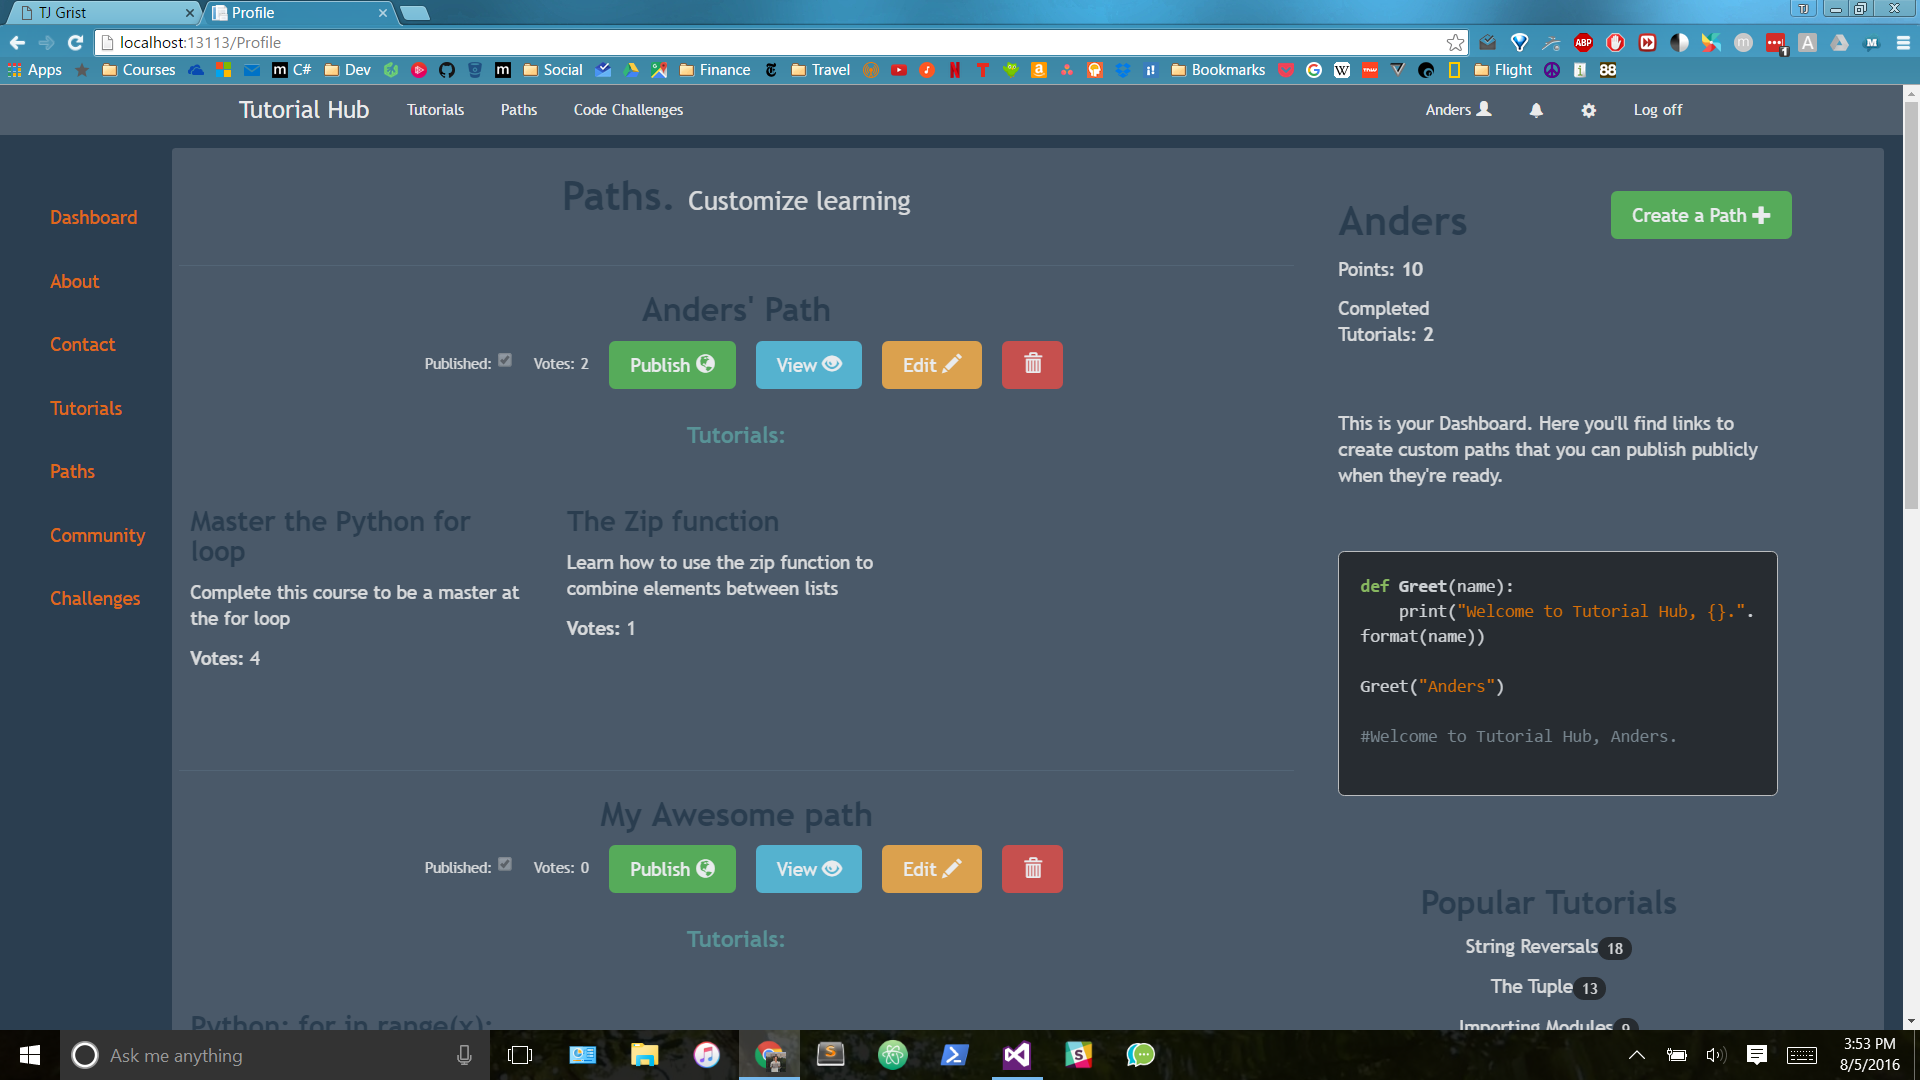 TJ Grist
Profile
TJ
localhost:13113/Profile
Apps
Courses
C#
Dev
Social
Finance
Travel
Bookmarks
Flight
Tutorial Hub
Tutorials
Paths
Code Challenges
Anders
Log off
Dashboard
About
Contact
Tutorials
Paths
Community
Challenges
Paths. Customize learning
Anders' Path
Published:
Votes: 2
Publish
View
Edit
Tutorials:
Master the Python for
loop
Complete this course to be a master at
the for loop
Votes: 4
The Zip function
Learn how to use the zip function to
combine elements between lists
Votes: 1
My Awesome path
Published:
Votes: 0
Publish
View
Edit
Tutorials:
Python: for in range(x):
Anders
Create a Path
Points: 10
Completed
Tutorials: 2
This is your Dashboard. Here you'll find links to
create custom paths that you can publish publicly
when they're ready.
def Greet(name):
print("Welcome to Tutorial Hub, {}".
format(name))
Greet("Anders")
#Welcome to Tutorial Hub, Anders.
Popular Tutorials
String Reversals 18
The Tuple 13
Importing Modules 9
Ask me anything
3:53 PM
8/5/2016